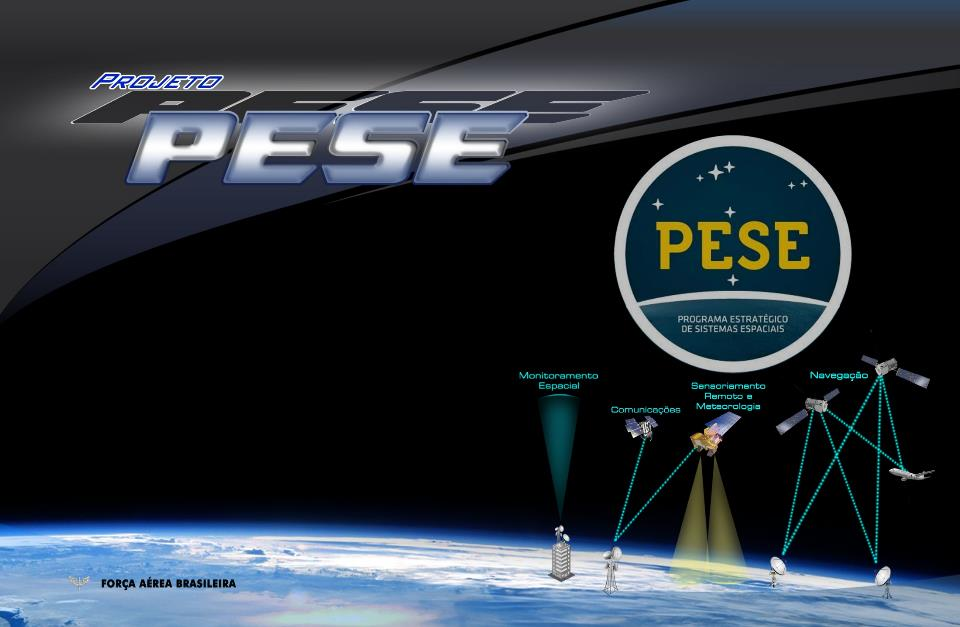 PROJETO
PESE
PESE
PROGRAMA ESTRATÉGICO
DE SISTEMAS ESPACIAIS
Monitoramento
Espacial
Comunicações
Sensoriamento
Remoto e
Meteorologia
Navegação
FORÇA AÉREA BRASILEIRA